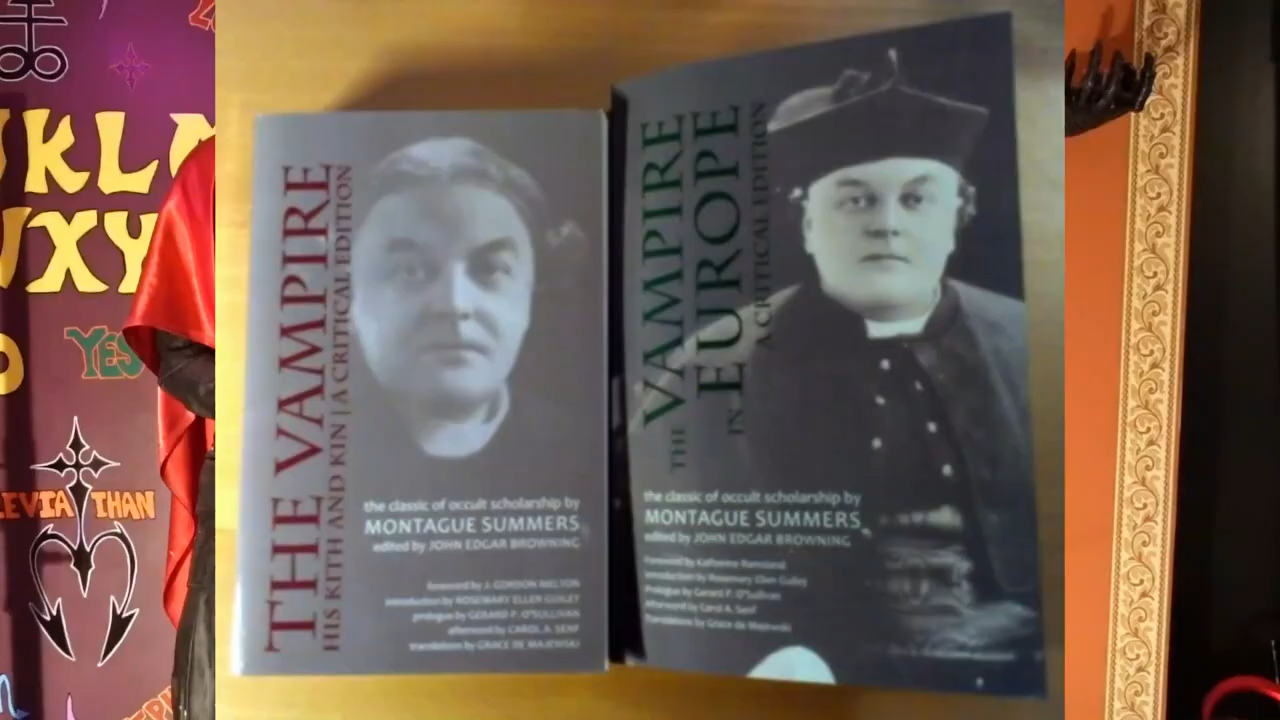 YES
LEVIATHAN
THE VAMPIRE
HIS KITH AND KIN | A CRITICAL EDITION
the classic of occult scholarship by
MONTAGUE SUMMERS
edited by JOHN EDGAR BROWNING
foreword by J. GORDON MELTON
introduction by ROSEMARY ELLEN GUILEY
prologue by GERARD P. O'SULLIVAN
afterword by CAROL A. SENF
translations by GRACE DE MAJEWSKI
THE VAMPIRE
IN EUROPE
A CRITICAL EDITION
the classic of occult scholarship by
MONTAGUE SUMMERS
edited by JOHN EDGAR BROWNING
Foreword by Katherine Ramsland
Introduction by Rosemary Ellen Guiley
Prologue by Gerard P. O'Sullivan
Afterword by Carol A. Senf
Translations by Grace de Majewski